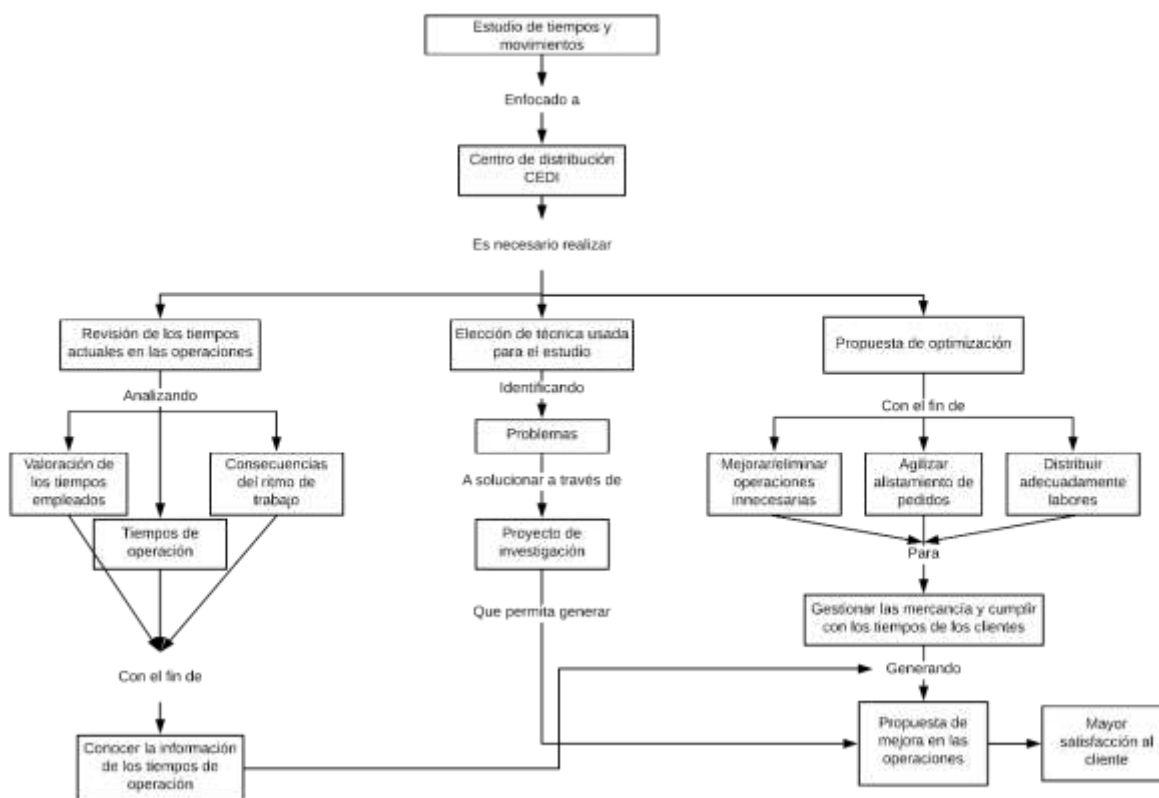 Estudio de tiempos y
movimientos
Enfocado a
Centro de distribución
CEDI
Es necesario realizar
Revisión de los tiempos
actuales en las operaciones
Elección de técnica usada
para el estudio
Propuesta de optimización
Analizando
Identificando
Con el fin de
Valoración de
los tiempos
empleados
Consecuencias
del ritmo de
trabajo
Problemas
Mejorar/eliminar
operaciones
innecesarias
Agilizar
alistamiento de
pedidos
Distribuir
adecuadamente
labores
A solucionar a través de
Tiempos de
operación
Proyecto de
investigación
Para
Que permita generar
Gestionar las mercancía y cumplir
con los tiempos de los clientes
Con el fin de
Generando
Conocer la información
de los tiempos de
operación
Propuesta de
mejora en las
operaciones
Mayor
satisfacción al
cliente